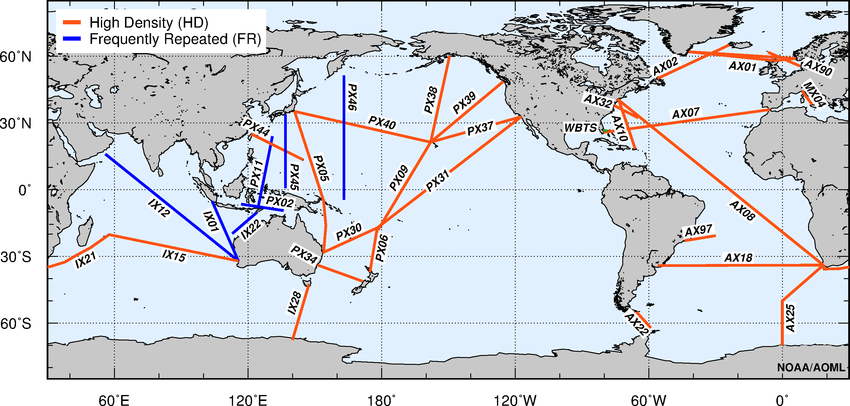 High Density (HD)
Frequently Repeated (FR)
60°N
30°N
0°
30°S
60°S
60°E
120°E
180°
120°W
60°W
0°
AX02
AX01
AX90
MX04
AX32
AX07
WBTS
AX10
AX08
AX97
AX18
AX25
AX22
PX46
PX38
PX39
PX40
PX37
PX44
PX05
PX11
PX45
PX09
PX31
PX02
IX12
IX01
IX22
PX30
PX06
PX34
IX21
IX15
IX28
NOAA/AOML